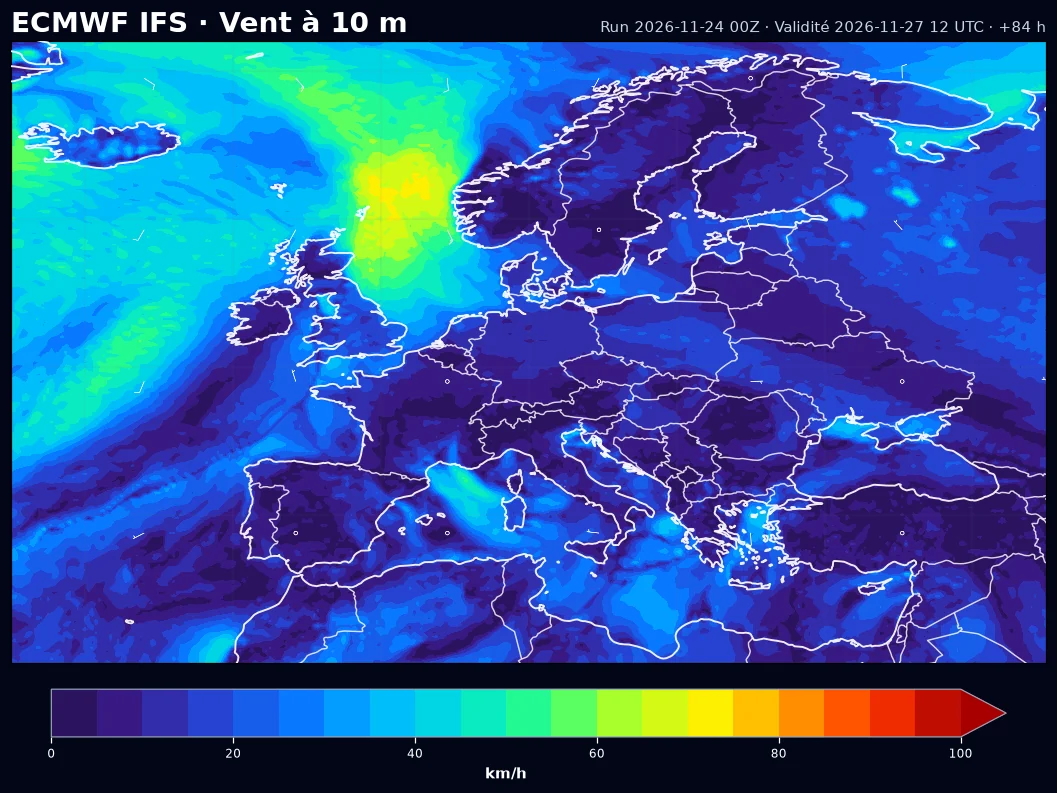 ECMWF IFS · Vent à 10 m
Run 2026-11-24 00Z · Validité 2026-11-27 12 UTC · +84 h
0 20 40 60 80 100
km/h